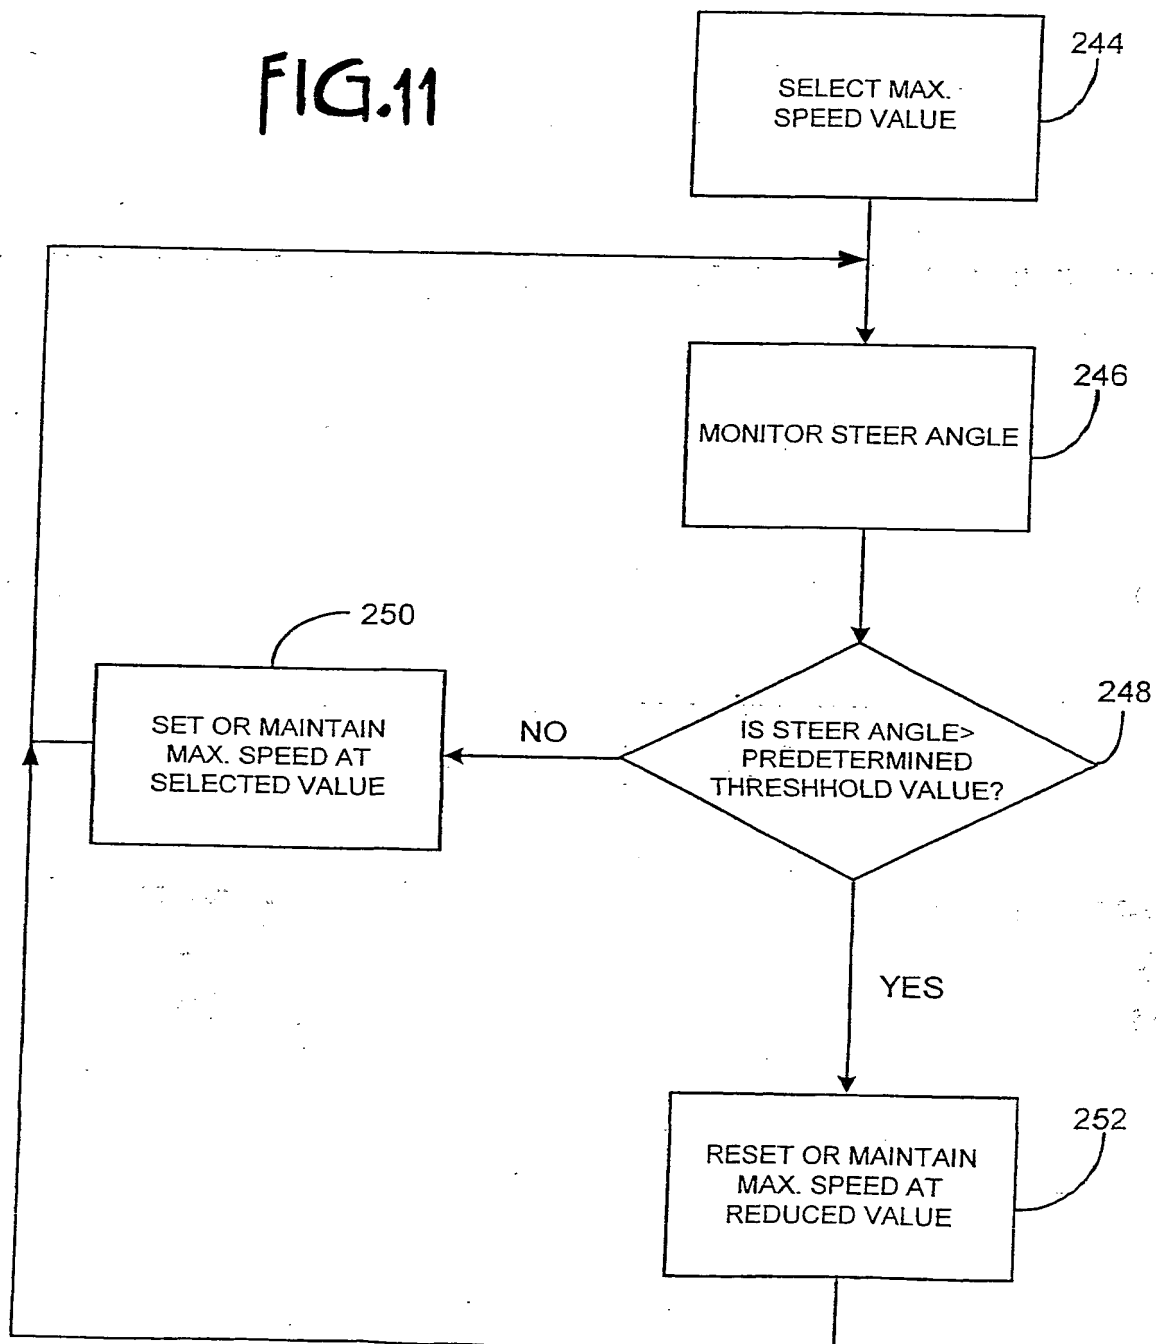 FIG.11
244
SELECT MAX.
SPEED VALUE
246
MONITOR STEER ANGLE
250
SET OR MAINTAIN
MAX. SPEED AT
SELECTED VALUE
NO
248
IS STEER ANGLE>
PREDETERMINED
THRESHHOLD VALUE?
YES
252
RESET OR MAINTAIN
MAX. SPEED AT
REDUCED VALUE